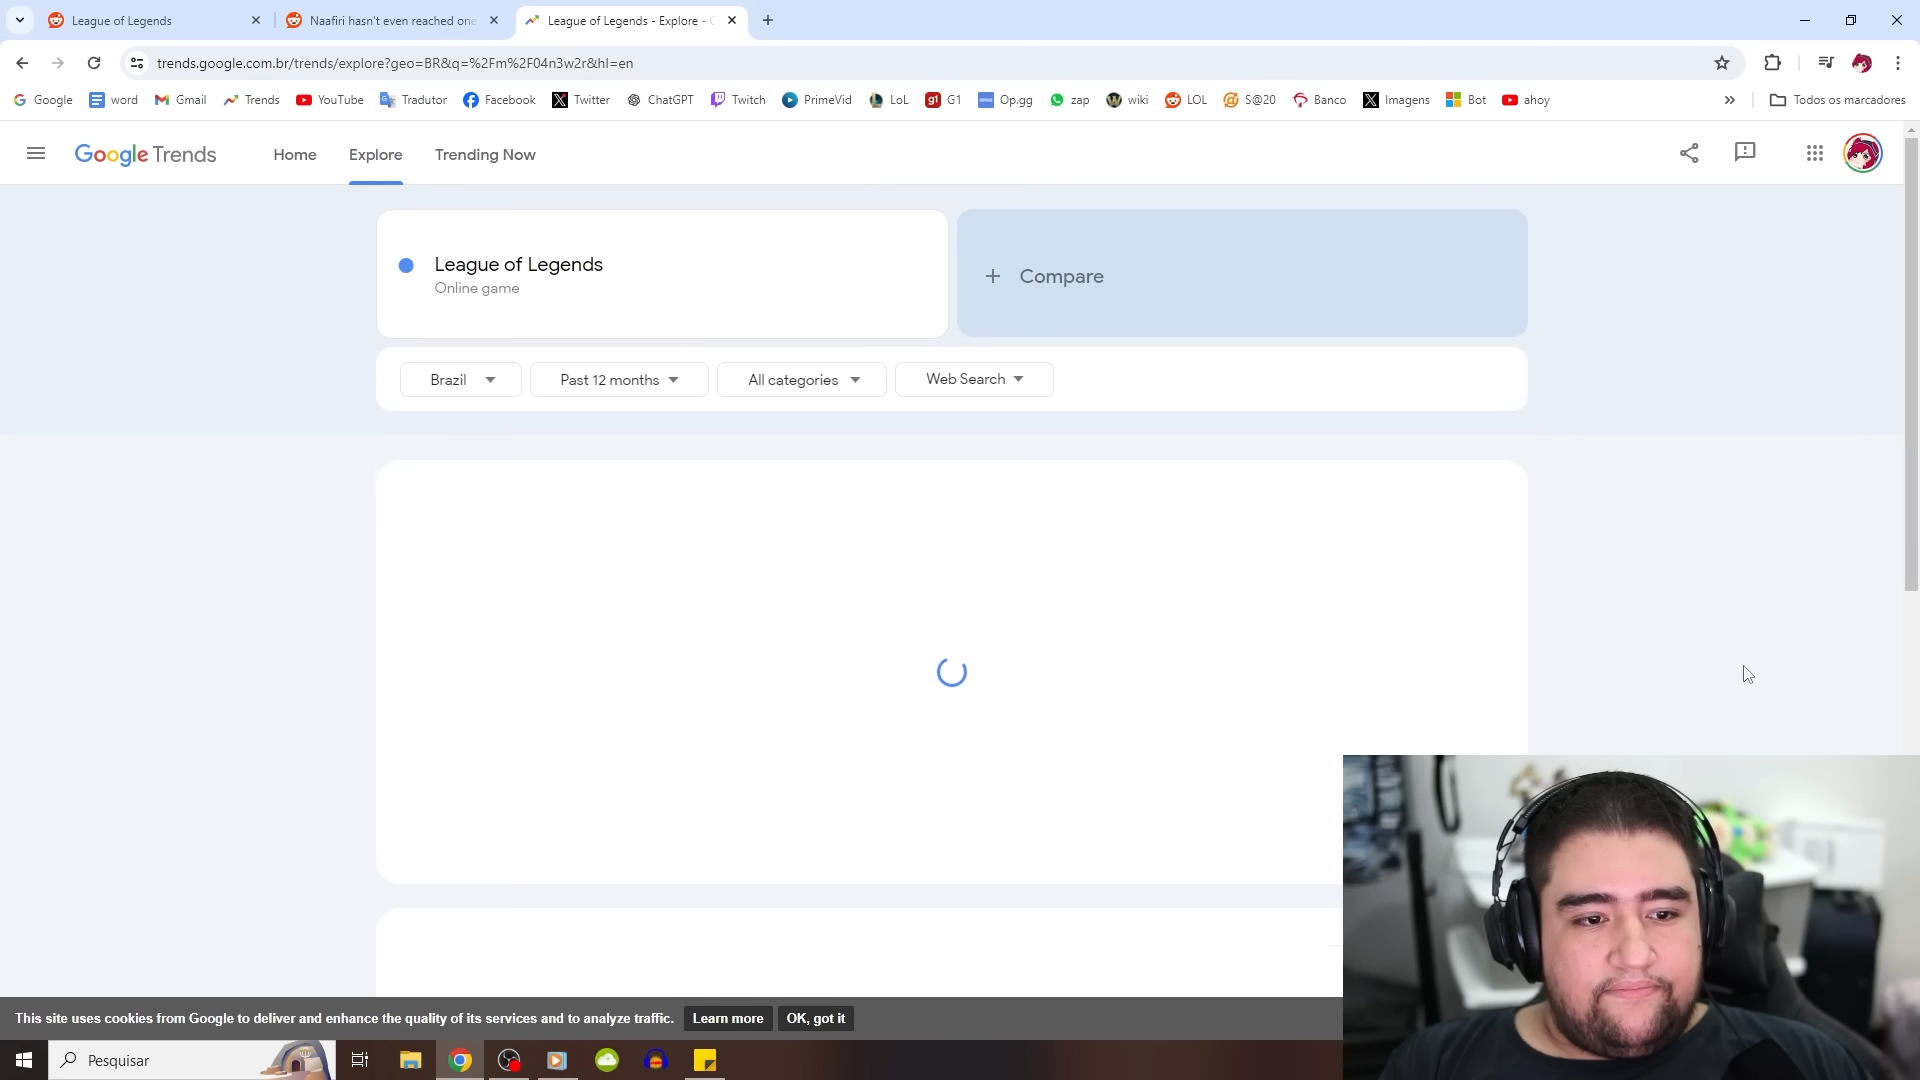 League of Legends
Naafiri hasn't even reached one
League of Legends - Explore -
trends.google.com.br/trends/explore?geo=BR&q=%2Fm%2F04n3w2r&hl=en
Google word Gmail Trends YouTube Tradutor Facebook Twitter ChatGPT Twitch PrimeVid LoL G1 Op.gg zap wiki LOL S@20 Banco Imagens Bot ahoy Todos os marcadores
Google Trends Home Explore Trending Now
League of Legends
Online game
+ Compare
Brazil Past 12 months All categories Web Search
This site uses cookies from Google to deliver and enhance the quality of its services and to analyze traffic. Learn more OK, got it
Pesquisar